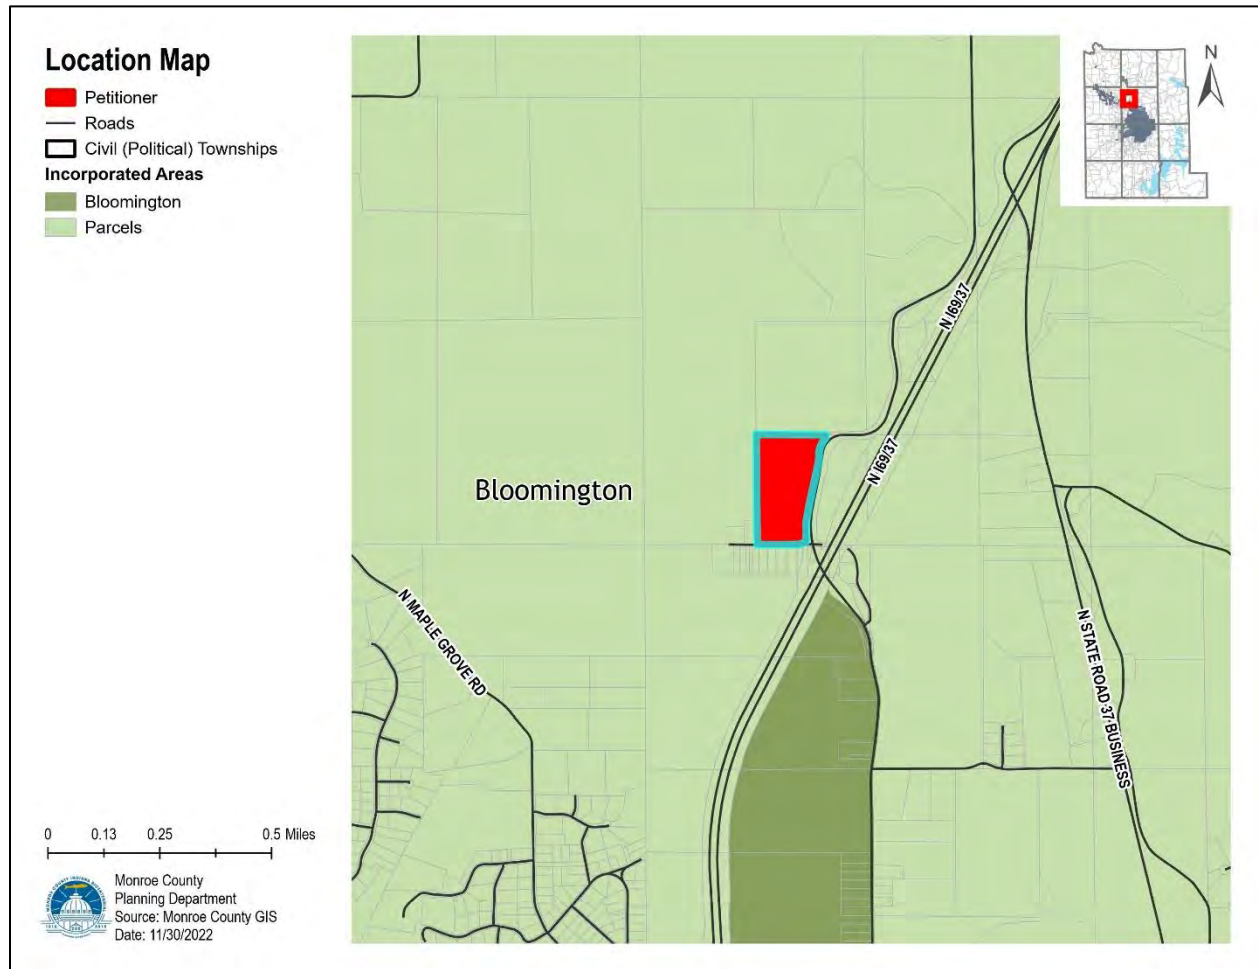 Location Map
Petitioner
Roads
Civil (Political) Townships
Incorporated Areas
Bloomington
Parcels
N
N I69/37
N I69/37
Bloomington
N MAPLE GROVE RD
N STATE ROAD 37 BUSINESS
0 0.13 0.25 0.5 Miles
Monroe County
Planning Department
Source: Monroe County GIS
Date: 11/30/2022